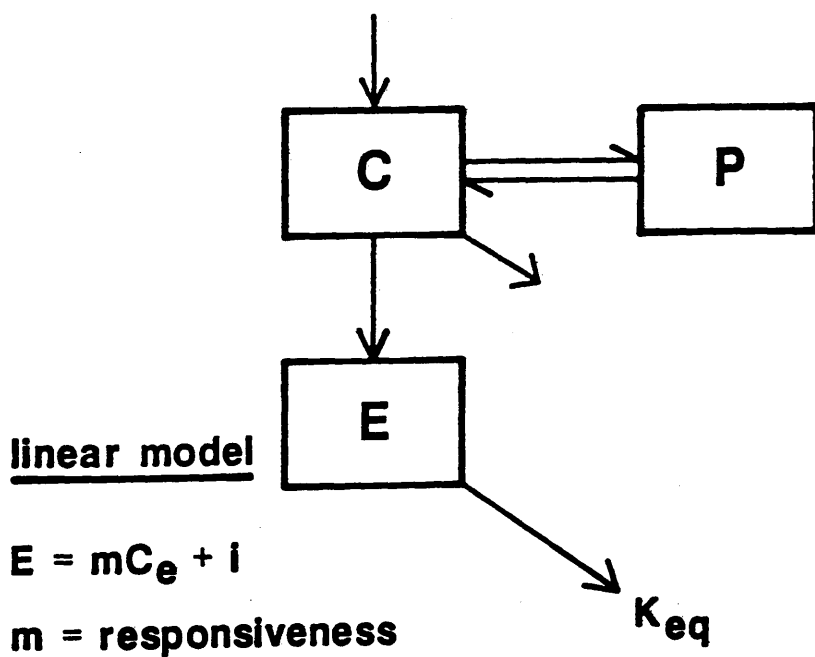 C
P
E
linear model
E = mCe + i
m = responsiveness
Keq